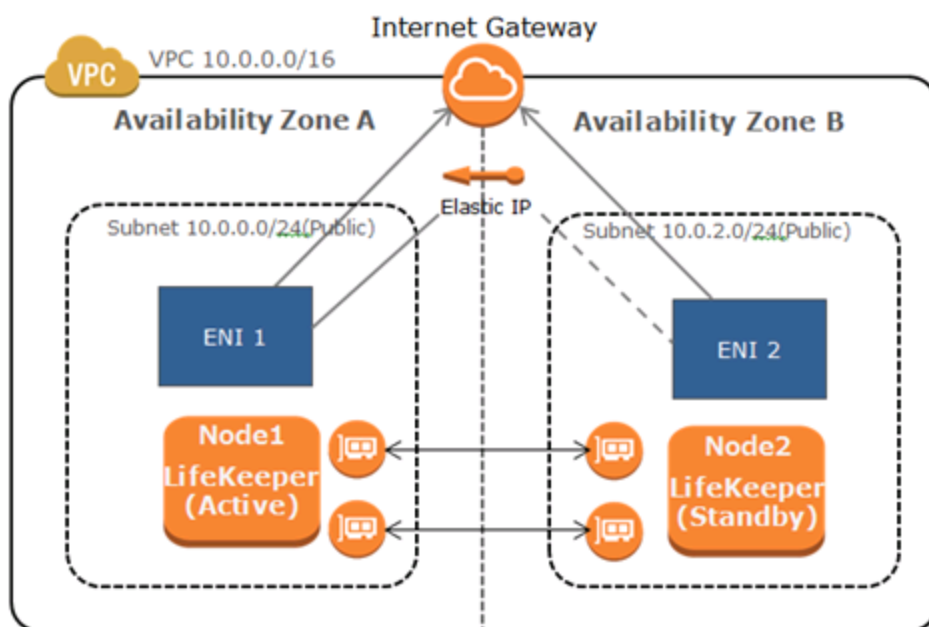 Internet Gateway
VPC
VPC 10.0.0.0/16
Availability Zone A
Availability Zone B
Elastic IP
Subnet 10.0.0.0/24(Public)
Subnet 10.0.2.0/24(Public)
ENI 1
ENI 2
Node1
LifeKeeper
(Active)
Node2
LifeKeeper
(Standby)